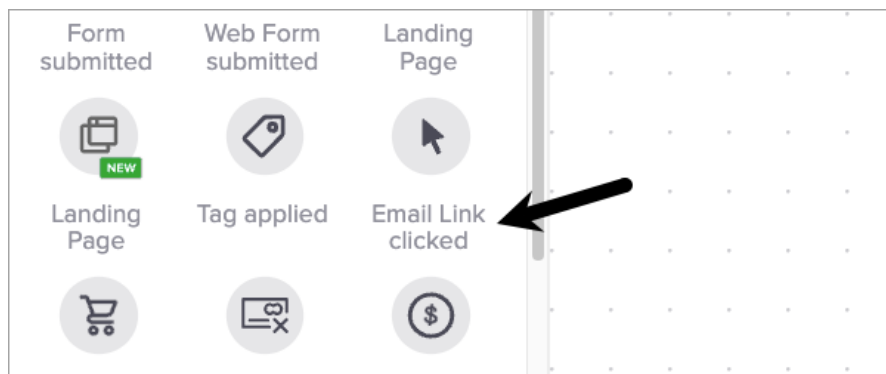 Form
submitted
Web Form
submitted
Landing
Page
NEW
Landing
Page
Tag applied
Email Link
clicked
$